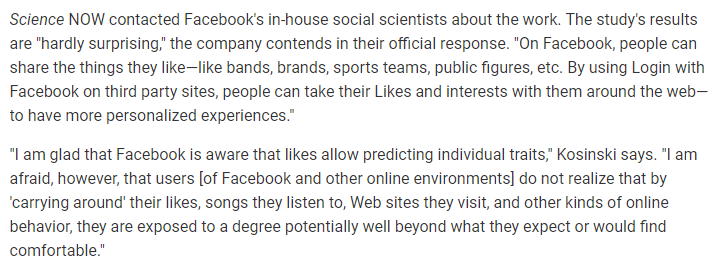 Science NOW contacted Facebook's in-house social scientists about the work. The study's results
are "hardly surprising," the company contends in their official response. "On Facebook, people can
share the things they like—like bands, brands, sports teams, public figures, etc. By using Login with
Facebook on third party sites, people can take their Likes and interests with them around the web—
to have more personalized experiences."
"I am glad that Facebook is aware that likes allow predicting individual traits," Kosinski says. "I am
afraid, however, that users [of Facebook and other online environments] do not realize that by
'carrying around' their likes, songs they listen to, Web sites they visit, and other kinds of online
behavior, they are exposed to a degree potentially well beyond what they expect or would find
comfortable."